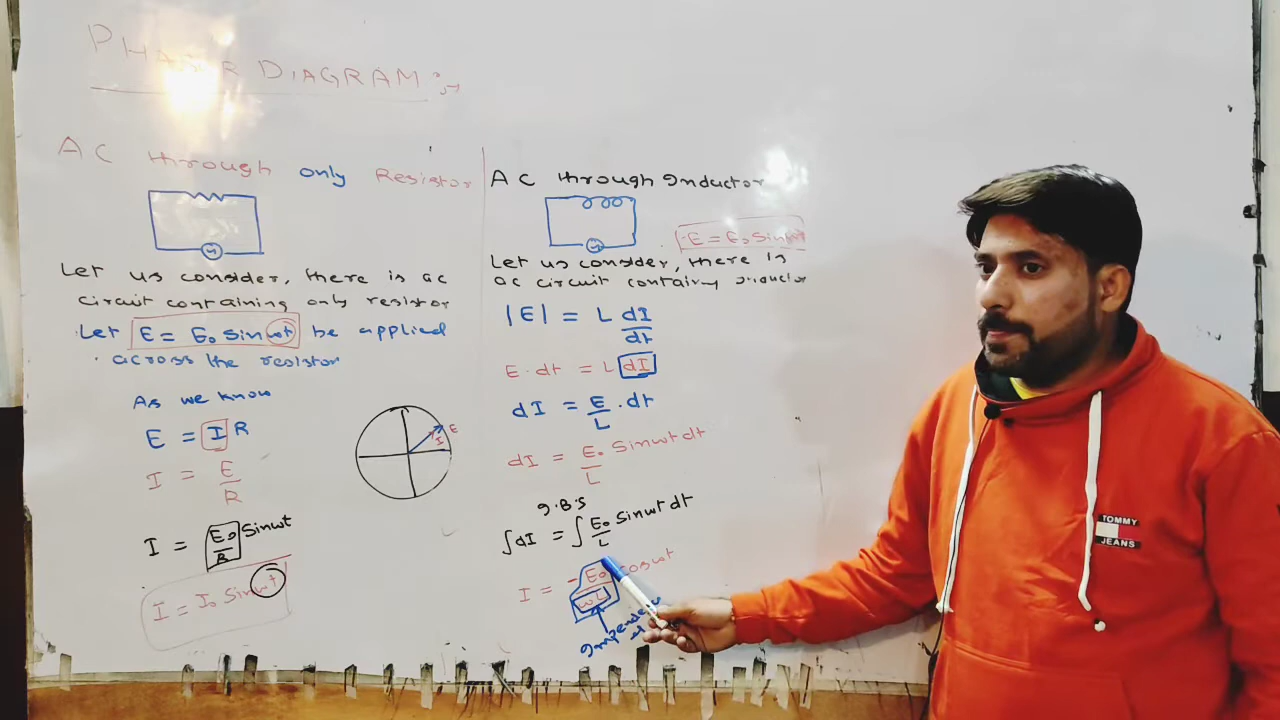 PHASOR DIAGRAM :-
AC through only Resistor
Let us consider, there is ac
circuit containing only resistor
Let E = E₀ sinωt be applied
across the resistor
As we know
E = IR
I = E/R
I = E₀/R sinωt
I = I₀ sinωt
E
I
AC through Inductor
E = E₀ sinωt
Let us consider, there is
ac circuit containing inductor
|E| = L dI/dt
E·dt = L dI
dI = E/L · dt
dI = E₀/L sinωt dt
I.B.S
∫dI = ∫ E₀/L sinωt dt
I = - E₀/ωL cosωt
TOMMY
JEANS